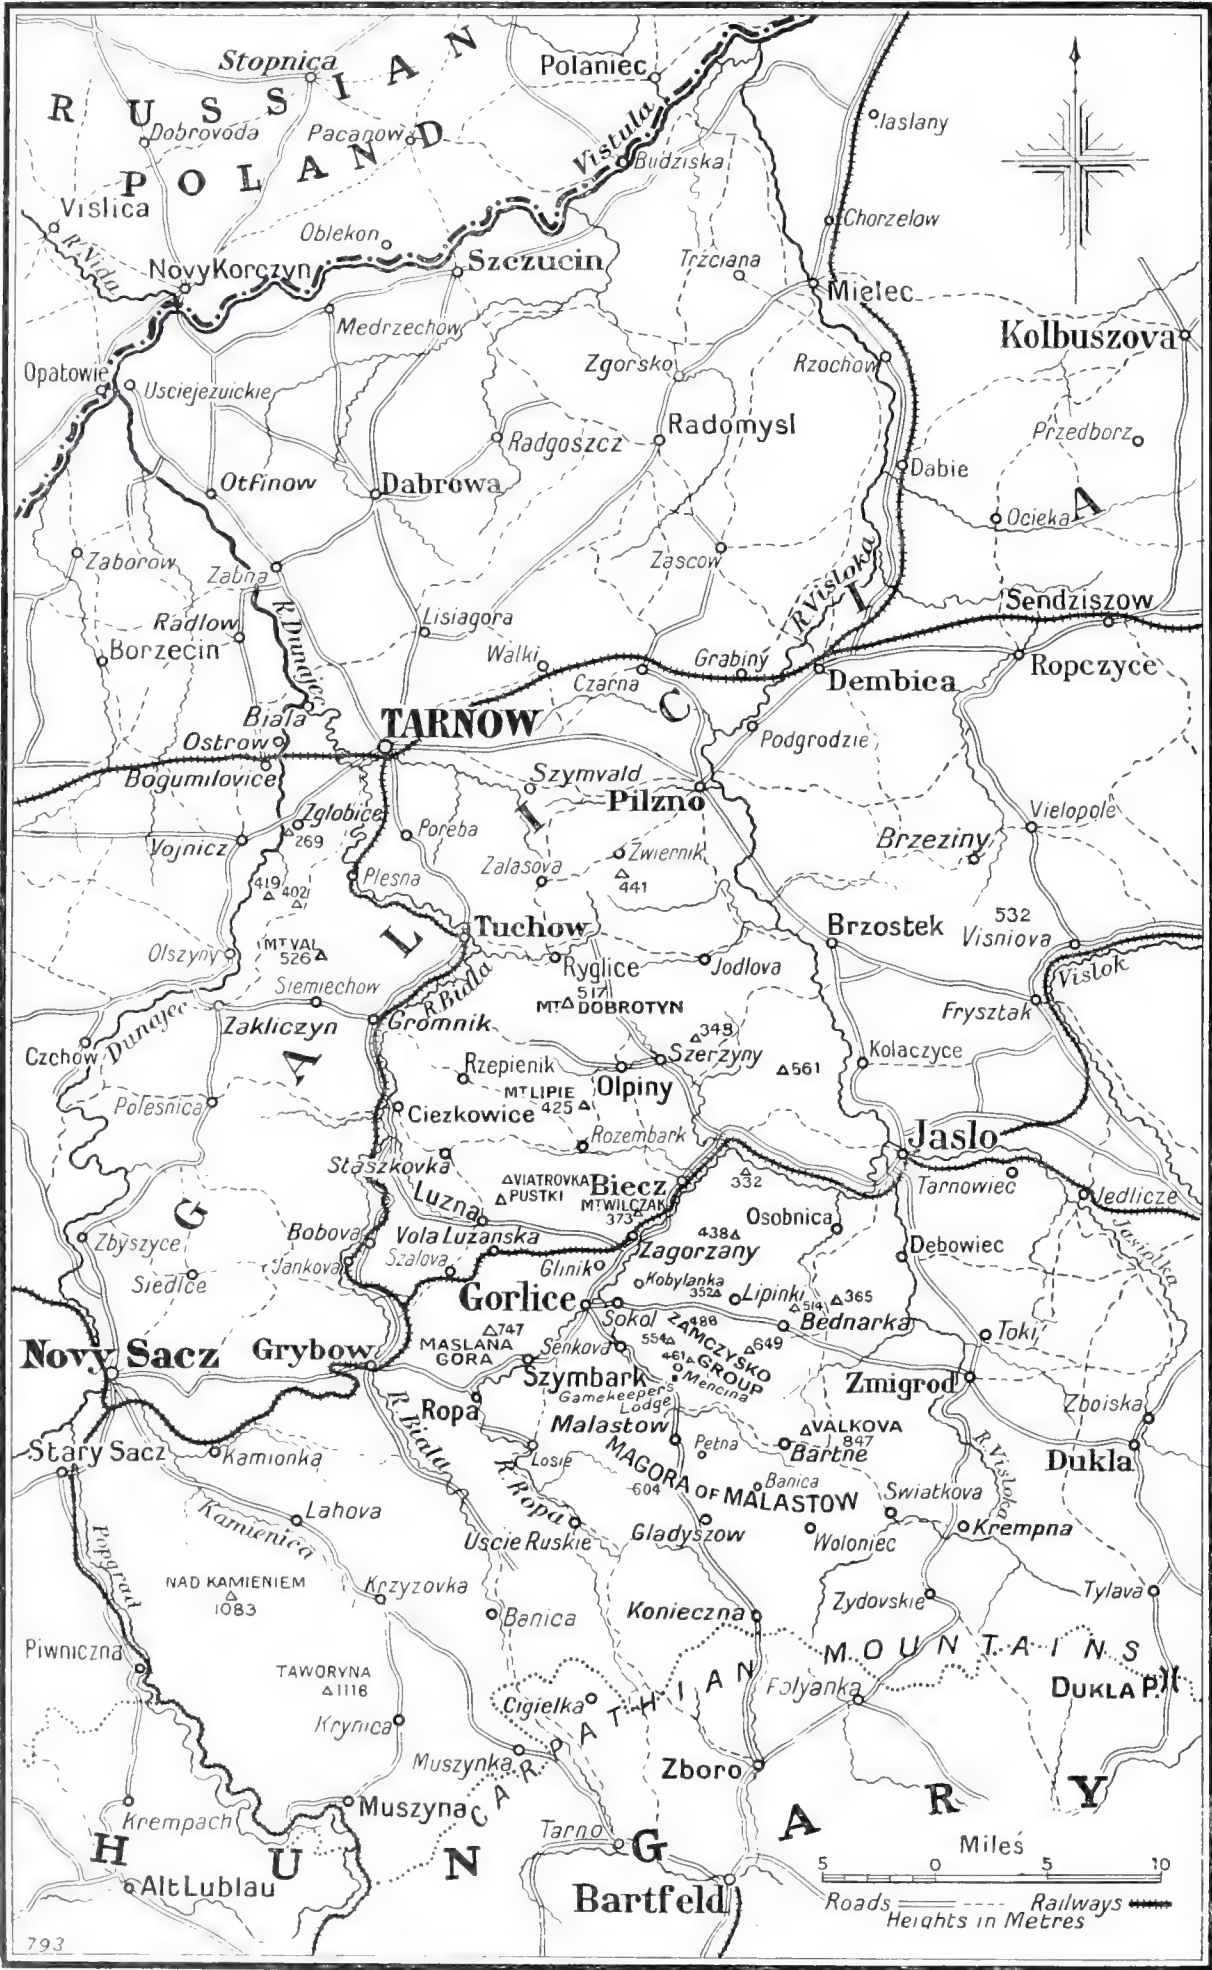 RUSSIAN
POLAND
Stopnica
Polaniec
Dobrovoda
Pacanow
Vistula
Budziska
Jaslany
Vislica
Oblekon
R. Nida
Novy Korczyn
Szczucin
Trzciana
Chorzelow
Mielec
Medrzechow
Kolbuszova
Opatowie
Usciejezuickie
Zgorsko
Rzochow
Radgoszcz
Radomysl
Przedborz
Otfinow
Dabrowa
Dabie
Ocieka
Zaborow
Zabna
Zascow
R. Visloka
Radlow
R. Dunajec
Lisiagora
Sendziszow
Borzecin
Walki
Czarna
Grabiny
Dembica
Ropczyce
Biala
TARNOW
Ostrow
Podgrodzie
Bogumilovice
Szymvald
Pilzno
Zglobice
269
Poreba
Vojnicz
Vielopole
Brzeziny
Zwiernik
441
Zalasova
Plesna
419
402
Tuchow
Brzostek
532
Visniova
Olszyny
MT VAL
526
Ryglice
Jodlova
Vislok
Siemiechow
R. Biala
517
MT DOBROTYN
Frysztak
Dunajec
Zakliczyn
Gromnik
Czchow
349
Szerzyny
Kolaczyce
Rzepienik
Olpiny
561
MT LIPIE
425
Polesnica
Ciezkowice
Rozembark
Jaslo
Staszkovka
VIATROVKA
PUSTKI
Biecz
332
Tarnowiec
Jedlicze
Luzna
MT WILCZAK
373
Osobnica
Jasiolka
Bobova
Vola Luzanska
438
Zbyszyce
Szalova
Zagorzany
Debowiec
Jankova
Glinik
Siedlce
Kobylanka
352
Lipinki
514
365
Gorlice
Sokol
488
Bednarka
Toki
747
MASLANA
GORA
Senkova
554
ZAMCZYSKO
GROUP
649
461
Mencina
Novy Sacz
Grybow
Szymbark
Zmigrod
Gamekeeper's
Lodge
Zboiska
Ropa
R. Biala
Malastow
VALKOVA
847
Stary Sacz
Kamionka
Losie
Petna
Bartne
Dukla
R. Ropa
MAGORA OF MALASTOW
604
Banica
Swiatkova
R. Visloka
Lahova
Kamienica
Uscie Ruskie
Gladyszow
Woloniec
Krempna
Popgrad
NAD KAMIENIEM
1083
Krzyzovka
Banica
Konieczna
Zydovskie
Tylava
Piwniczna
TAWORYNA
1116
CARPATHIAN MOUNTAINS
Cigielka
Folyanka
DUKLA P.
Krynica
Muszynka
Zboro
Krempach
Muszyna
Tarno
Alt Lublau
Bartfeld
GALICIA
HUNGARY
Miles
5 0 5 10
Roads Railways
Heights in Metres
793